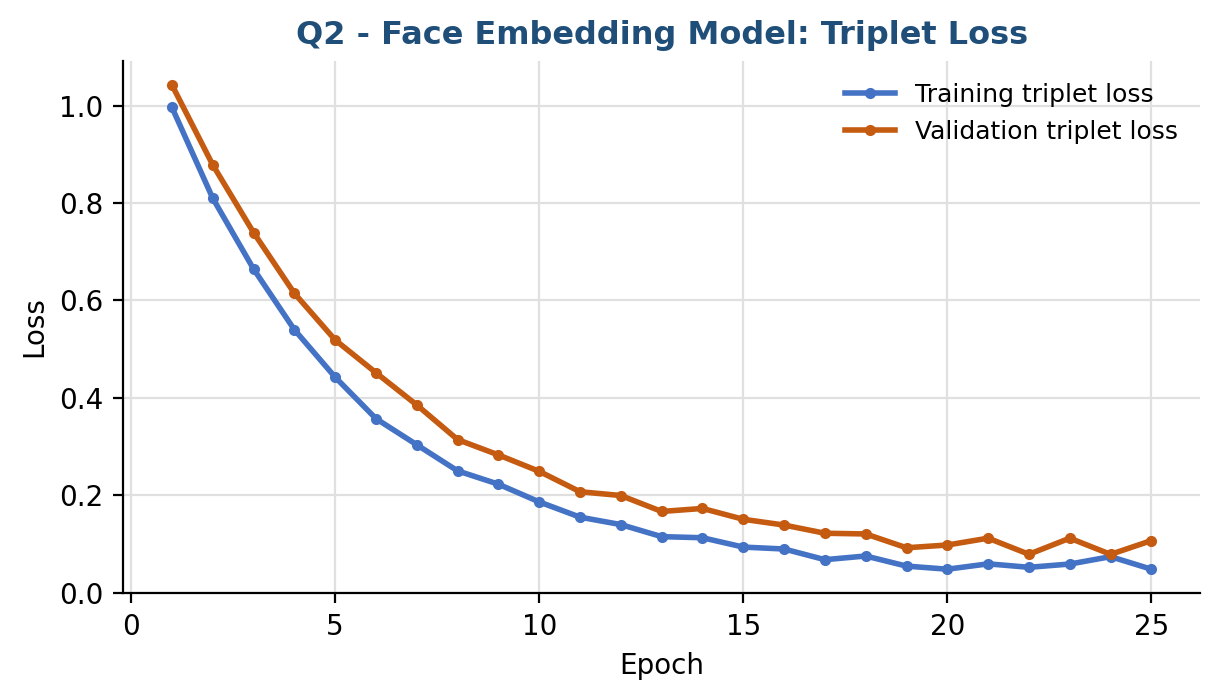 Q2 - Face Embedding Model: Triplet Loss
Training triplet loss
Validation triplet loss
Loss
1.0
0.8
0.6
0.4
0.2
0.0
0 5 10 15 20 25
Epoch